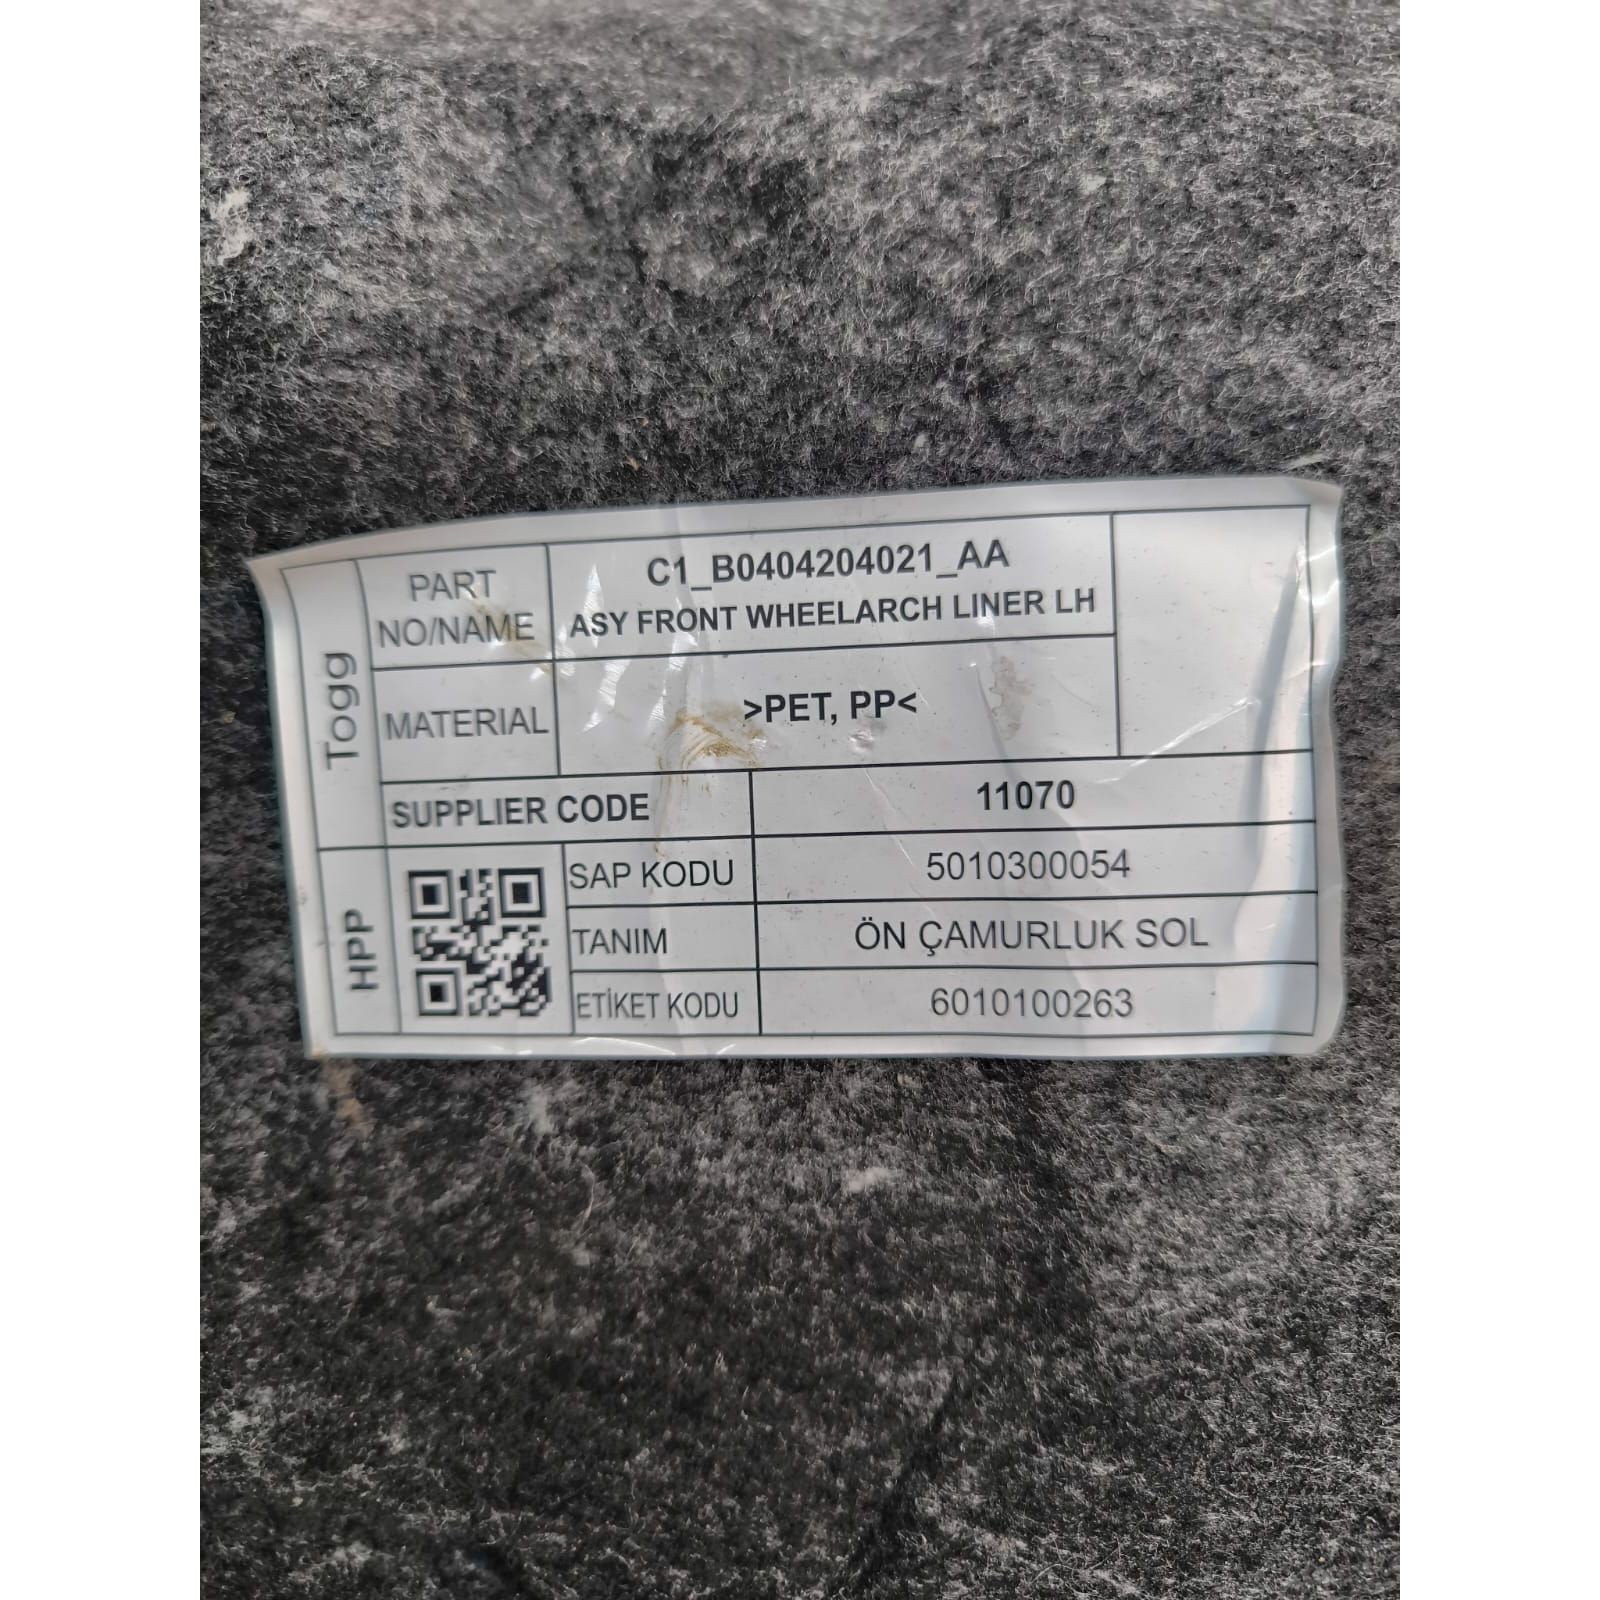 Togg
PART
NO/NAME
C1_B0404204021_AA
ASY FRONT WHEELARCH LINER LH
MATERIAL
>PET, PP<
SUPPLIER CODE
11070
HPP
SAP KODU
5010300054
TANIM
ÖN ÇAMURLUK SOL
ETİKET KODU
6010100263